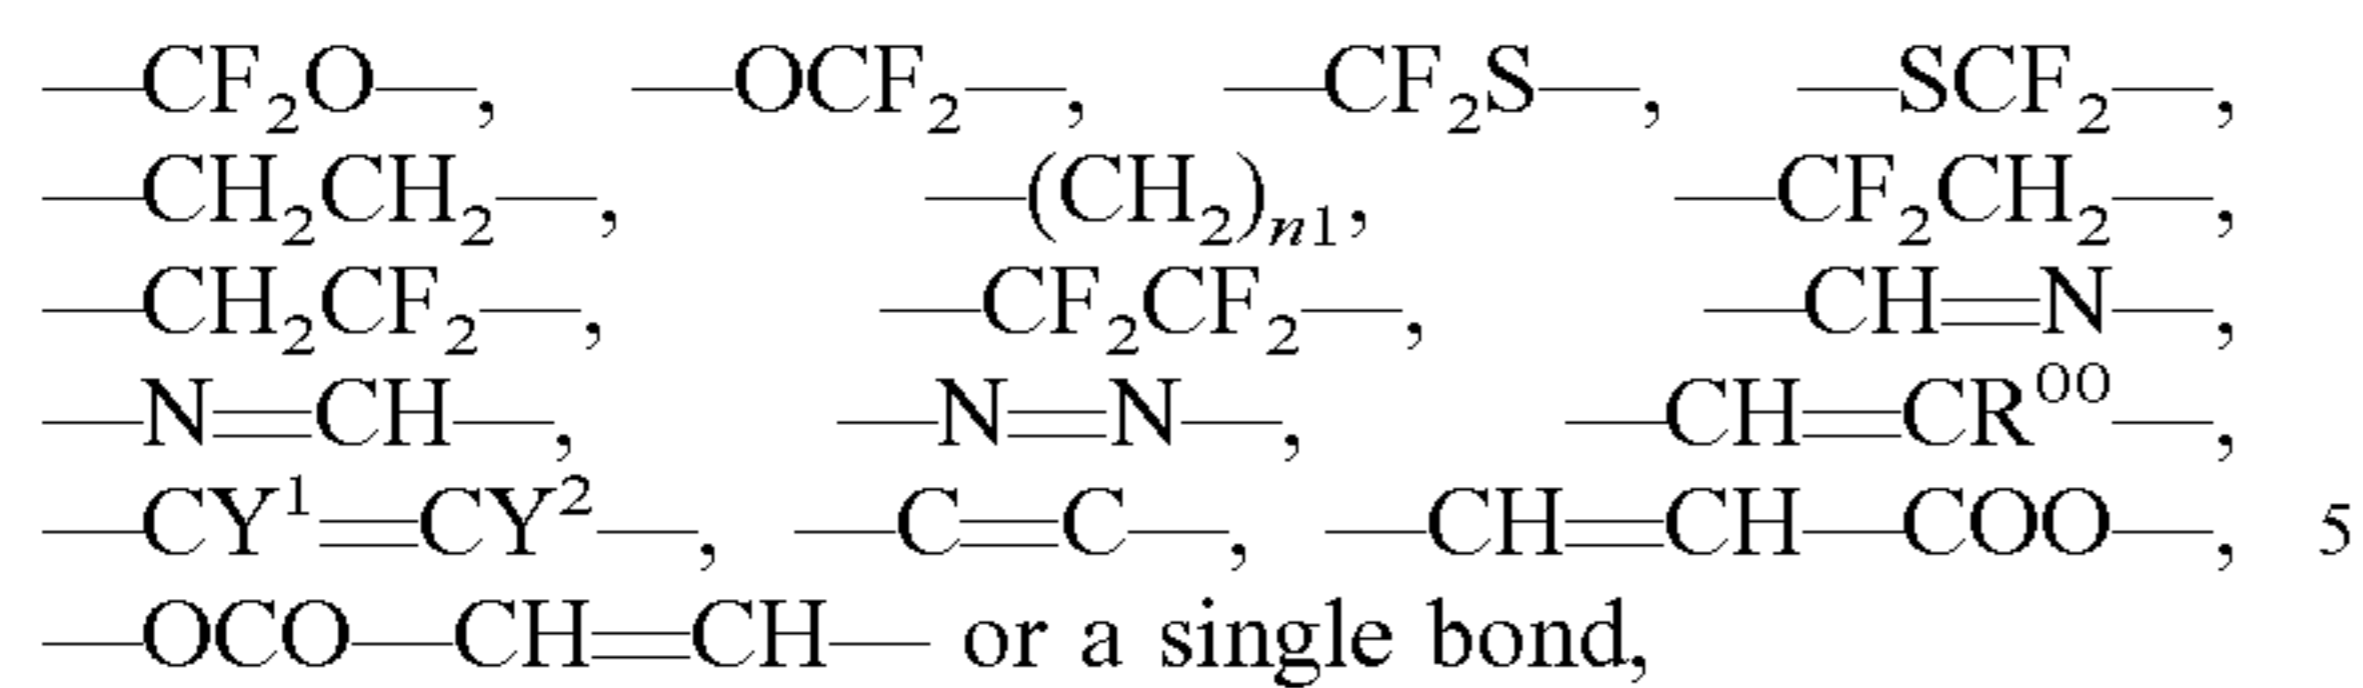 —CF₂O—, —OCF₂—, —CF₂S—, —SCF₂—,
—CH₂CH₂—, —(CH₂)ₙ₁, —CF₂CH₂—,
—CH₂CF₂—, —CF₂CF₂—, —CH=N—,
—N=CH—, —N=N—, —CH=CR⁰⁰—,
—CY¹=CY²—, —C=C—, —CH=CH—COO—, 5
—OCO—CH=CH— or a single bond,